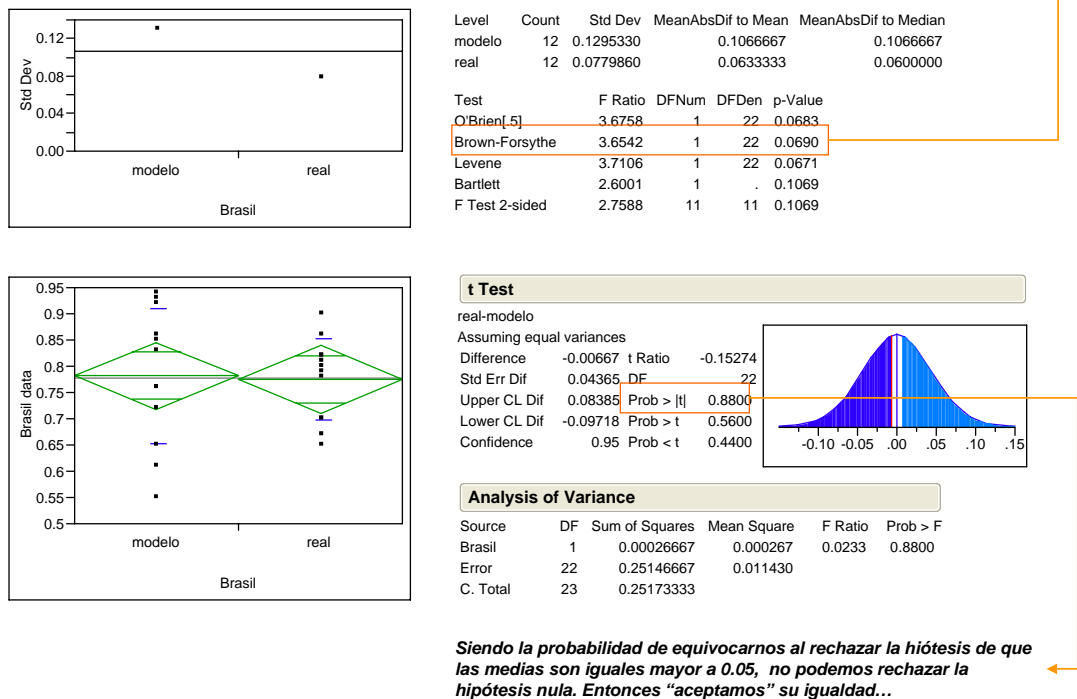 0.12
0.08
0.04
0.00
Std Dev
modelo real
Brasil
Level Count Std Dev MeanAbsDif to Mean MeanAbsDif to Median
modelo 12 0.1295330 0.1066667 0.1066667
real 12 0.0779860 0.0633333 0.0600000
Test F Ratio DFNum DFDen p-Value
O'Brien[.5] 3.6758 1 22 0.0683
Brown-Forsythe 3.6542 1 22 0.0690
Levene 3.7106 1 22 0.0671
Bartlett 2.6001 1 . 0.1069
F Test 2-sided 2.7588 11 11 0.1069
0.95
0.9
0.85
0.8
0.75
0.7
0.65
0.6
0.55
0.5
Brasil data
modelo real
Brasil
t Test
real-modelo
Assuming equal variances
Difference -0.00667 t Ratio -0.15274
Std Err Dif 0.04365 DF 22
Upper CL Dif 0.08385 Prob > |t| 0.8800
Lower CL Dif -0.09718 Prob > t 0.5600
Confidence 0.95 Prob < t 0.4400
-0.10 -0.05 .00 .05 .10 .15
Analysis of Variance
Source DF Sum of Squares Mean Square F Ratio Prob > F
Brasil 1 0.00026667 0.000267 0.0233 0.8800
Error 22 0.25146667 0.011430
C. Total 23 0.25173333
Siendo la probabilidad de equivocarnos al rechazar la hiótesis de que
las medias son iguales mayor a 0.05, no podemos rechazar la
hipótesis nula. Entonces “aceptamos” su igualdad…